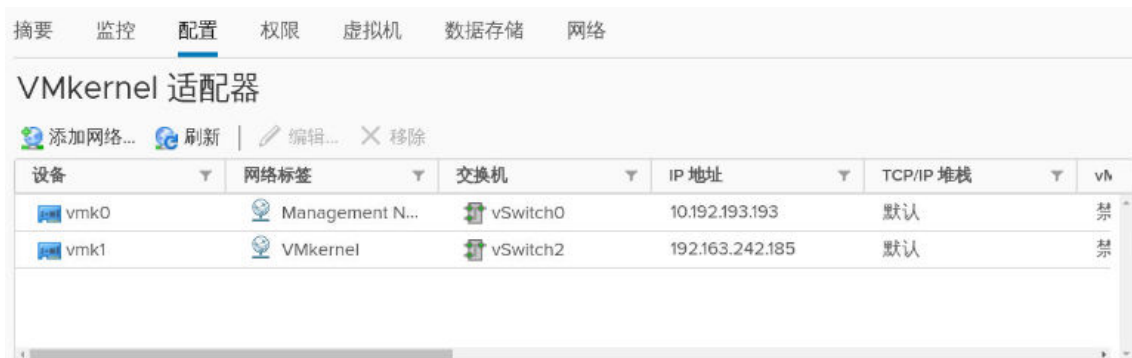 摘要 监控 配置 权限 虚拟机 数据存储 网络
VMkernel 适配器
添加网络... 刷新 | 编辑... 移除
设备 网络标签 交换机 IP 地址 TCP/IP 堆栈
vmk0 Management N... vSwitch0 10.192.193.193 默认 禁
vmk1 VMkernel vSwitch2 192.163.242.185 默认 禁